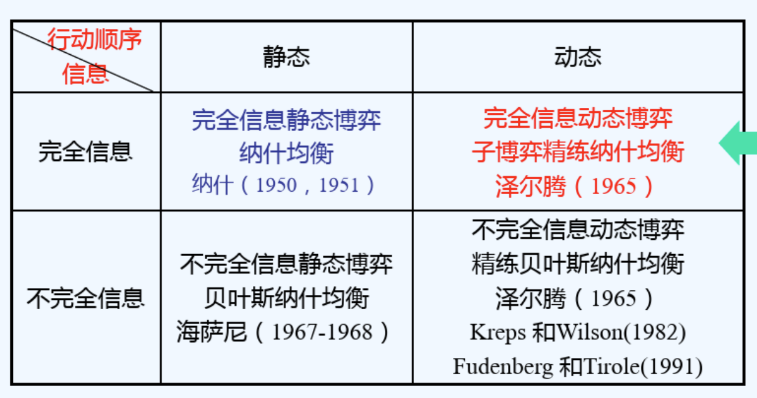 行动顺序
信息
静态
动态
完全信息
完全信息静态博弈
纳什均衡
纳什（1950，1951）
完全信息动态博弈
子博弈精练纳什均衡
泽尔腾（1965）
不完全信息
不完全信息静态博弈
贝叶斯纳什均衡
海萨尼（1967-1968）
不完全信息动态博弈
精练贝叶斯纳什均衡
泽尔腾（1965）
Kreps 和Wilson(1982)
Fudenberg 和Tirole(1991)